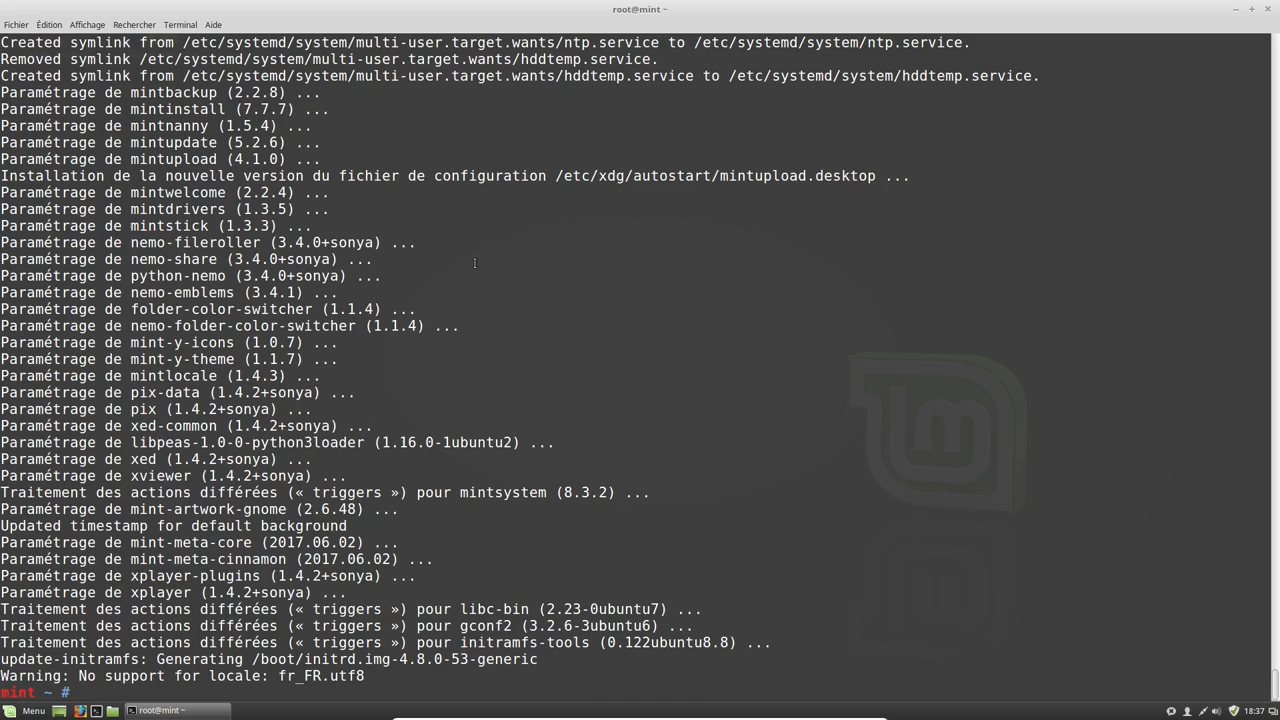 root@mint ~
Fichier Édition Affichage Rechercher Terminal Aide
Created symlink from /etc/systemd/system/multi-user.target.wants/ntp.service to /etc/systemd/system/ntp.service.
Removed symlink /etc/systemd/system/multi-user.target.wants/hddtemp.service.
Created symlink from /etc/systemd/system/multi-user.target.wants/hddtemp.service to /etc/systemd/system/hddtemp.service.
Paramétrage de mintbackup (2.2.8) ...
Paramétrage de mintinstall (7.7.7) ...
Paramétrage de mintnanny (1.5.4) ...
Paramétrage de mintupdate (5.2.6) ...
Paramétrage de mintupload (4.1.0) ...
Installation de la nouvelle version du fichier de configuration /etc/xdg/autostart/mintupload.desktop ...
Paramétrage de mintwelcome (2.2.4) ...
Paramétrage de mintdrivers (1.3.5) ...
Paramétrage de mintstick (1.3.3) ...
Paramétrage de nemo-fileroller (3.4.0+sonya) ...
Paramétrage de nemo-share (3.4.0+sonya) ...
Paramétrage de python-nemo (3.4.0+sonya) ...
Paramétrage de nemo-emblems (3.4.1) ...
Paramétrage de folder-color-switcher (1.1.4) ...
Paramétrage de nemo-folder-color-switcher (1.1.4) ...
Paramétrage de mint-y-icons (1.0.7) ...
Paramétrage de mint-y-theme (1.1.7) ...
Paramétrage de mintlocale (1.4.3) ...
Paramétrage de pix-data (1.4.2+sonya) ...
Paramétrage de pix (1.4.2+sonya) ...
Paramétrage de xed-common (1.4.2+sonya) ...
Paramétrage de libpeas-1.0-0-python3loader (1.16.0-1ubuntu2) ...
Paramétrage de xed (1.4.2+sonya) ...
Paramétrage de xviewer (1.4.2+sonya) ...
Traitement des actions différées (« triggers ») pour mintsystem (8.3.2) ...
Paramétrage de mint-artwork-gnome (2.6.48) ...
Updated timestamp for default background
Paramétrage de mint-meta-core (2017.06.02) ...
Paramétrage de mint-meta-cinnamon (2017.06.02) ...
Paramétrage de xplayer-plugins (1.4.2+sonya) ...
Paramétrage de xplayer (1.4.2+sonya) ...
Traitement des actions différées (« triggers ») pour libc-bin (2.23-0ubuntu7) ...
Traitement des actions différées (« triggers ») pour gconf2 (3.2.6-3ubuntu6) ...
Traitement des actions différées (« triggers ») pour initramfs-tools (0.122ubuntu8.8) ...
update-initramfs: Generating /boot/initrd.img-4.8.0-53-generic
Warning: No support for locale: fr_FR.utf8
mint ~ #
Menu root@mint ~ 18:37